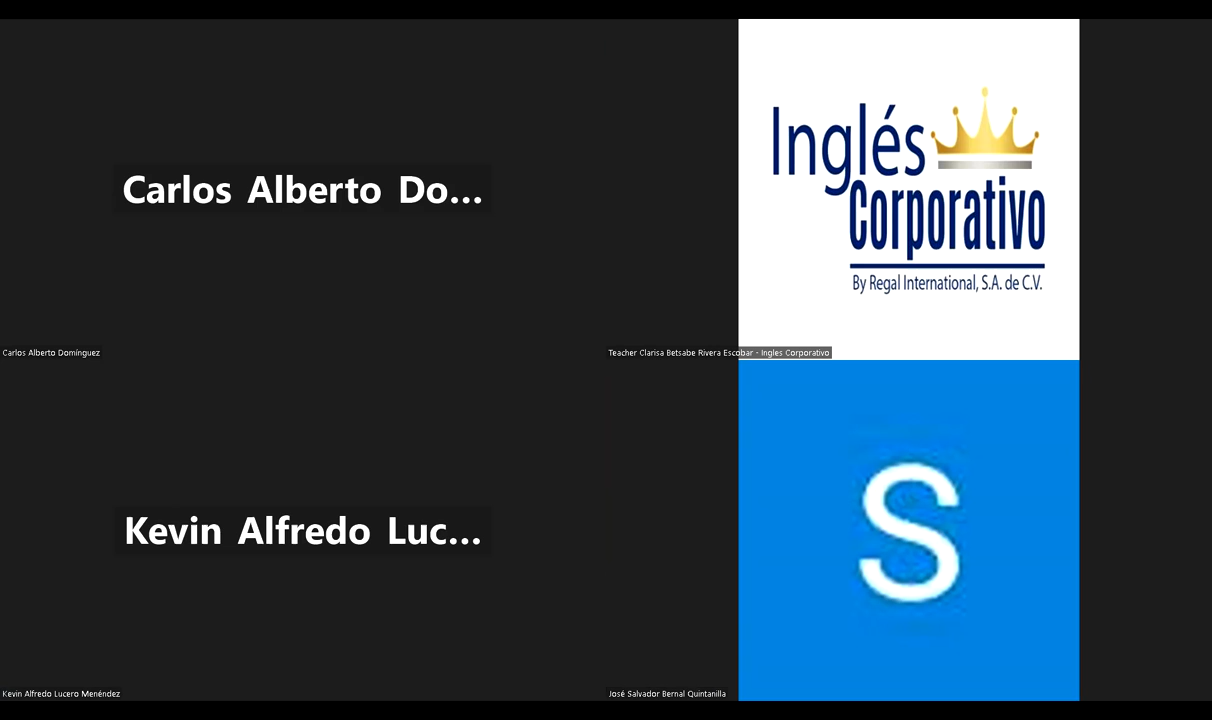 Carlos Alberto Do...
Carlos Alberto Domínguez
Inglés
Corporativo
By Regal International, S.A. de C.V.
Teacher Clarisa Betsabe Rivera Escobar - Ingles Corporativo
Kevin Alfredo Luc...
Kevin Alfredo Lucero Menéndez
S
José Salvador Bernal Quintanilla